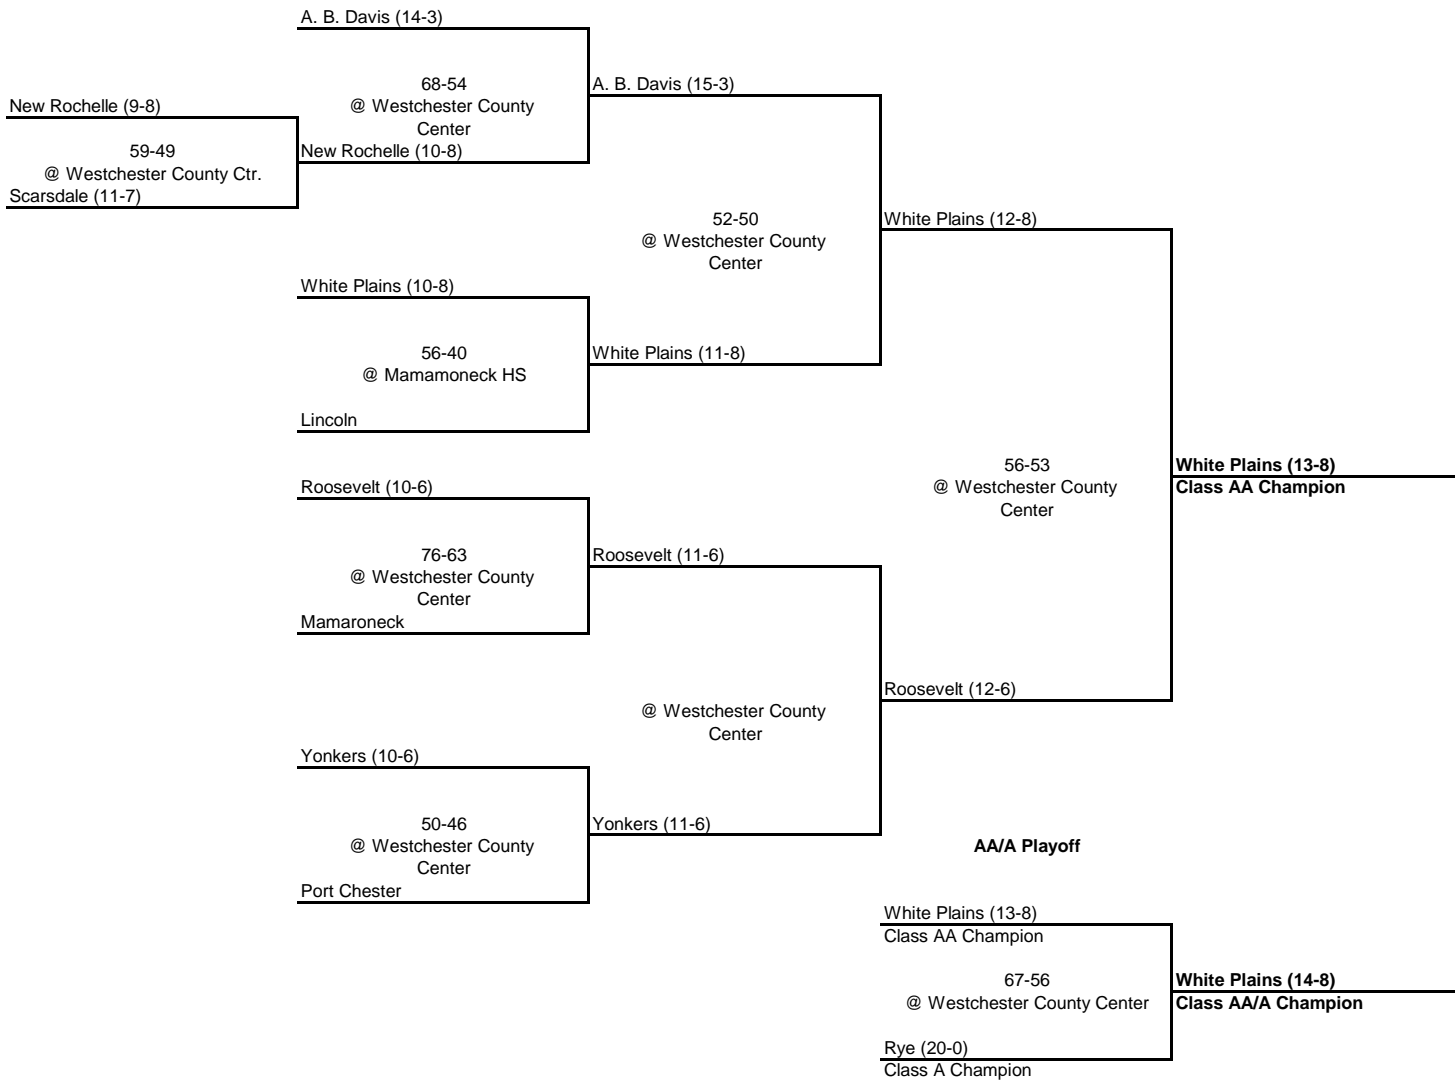 A. B. Davis (14-3)
68-54
@ Westchester County
Center
A. B. Davis (15-3)
New Rochelle (9-8)
59-49
@ Westchester County Ctr.
Scarsdale (11-7)
New Rochelle (10-8)
52-50
@ Westchester County
Center
White Plains (12-8)
White Plains (10-8)
56-40
@ Mamamoneck HS
White Plains (11-8)
Lincoln
56-53
@ Westchester County
Center
White Plains (13-8)
Class AA Champion
Roosevelt (10-6)
76-63
@ Westchester County
Center
Roosevelt (11-6)
Mamaroneck
@ Westchester County
Center
Roosevelt (12-6)
Yonkers (10-6)
50-46
@ Westchester County
Center
Yonkers (11-6)
Port Chester
AA/A Playoff
White Plains (13-8)
Class AA Champion
67-56
@ Westchester County Center
White Plains (14-8)
Class AA/A Champion
Rye (20-0)
Class A Champion